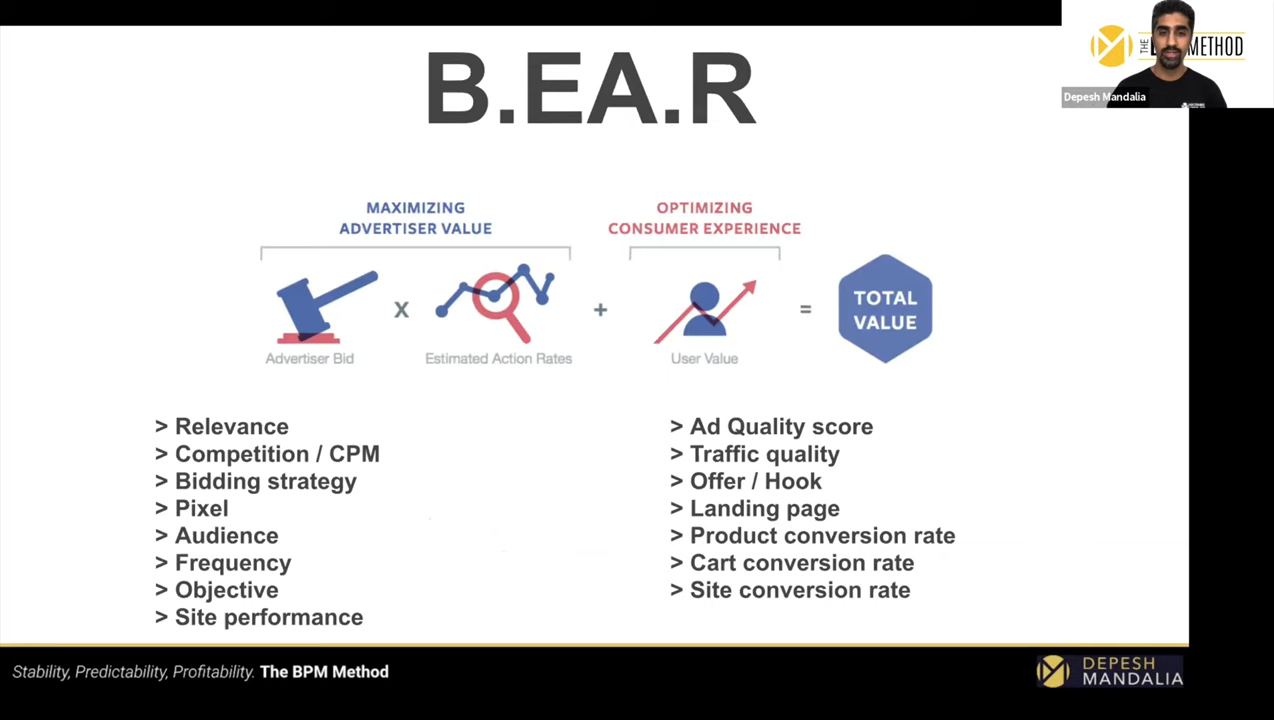 B.EA.R
THE
METHOD
Depesh Mandalia
MAXIMIZING
ADVERTISER VALUE
OPTIMIZING
CONSUMER EXPERIENCE
X
+
=
TOTAL
VALUE
Advertiser Bid
Estimated Action Rates
User Value
> Relevance
> Competition / CPM
> Bidding strategy
> Pixel
> Audience
> Frequency
> Objective
> Site performance
> Ad Quality score
> Traffic quality
> Offer / Hook
> Landing page
> Product conversion rate
> Cart conversion rate
> Site conversion rate
Stability, Predictability, Profitability. The BPM Method
DEPESH
MANDALIA